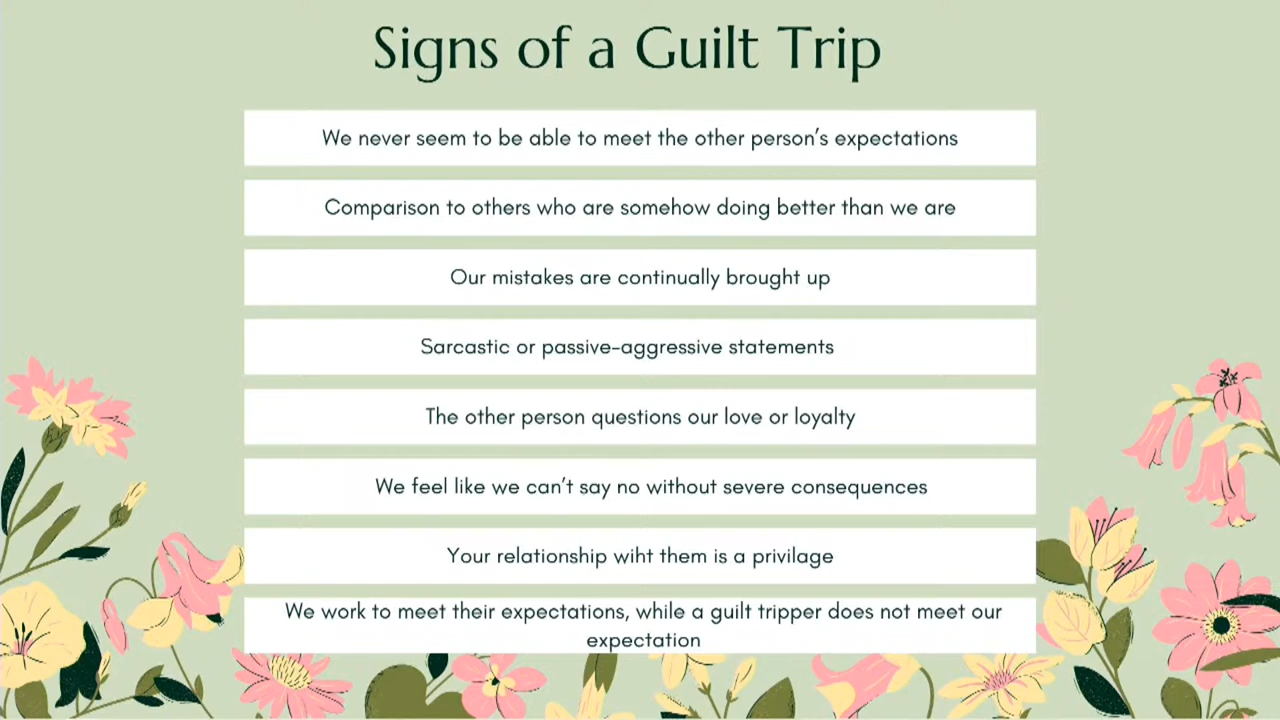 Signs of a Guilt Trip
We never seem to be able to meet the other person’s expectations
Comparison to others who are somehow doing better than we are
Our mistakes are continually brought up
Sarcastic or passive-aggressive statements
The other person questions our love or loyalty
We feel like we can’t say no without severe consequences
Your relationship wiht them is a privilage
We work to meet their expectations, while a guilt tripper does not meet our
expectation